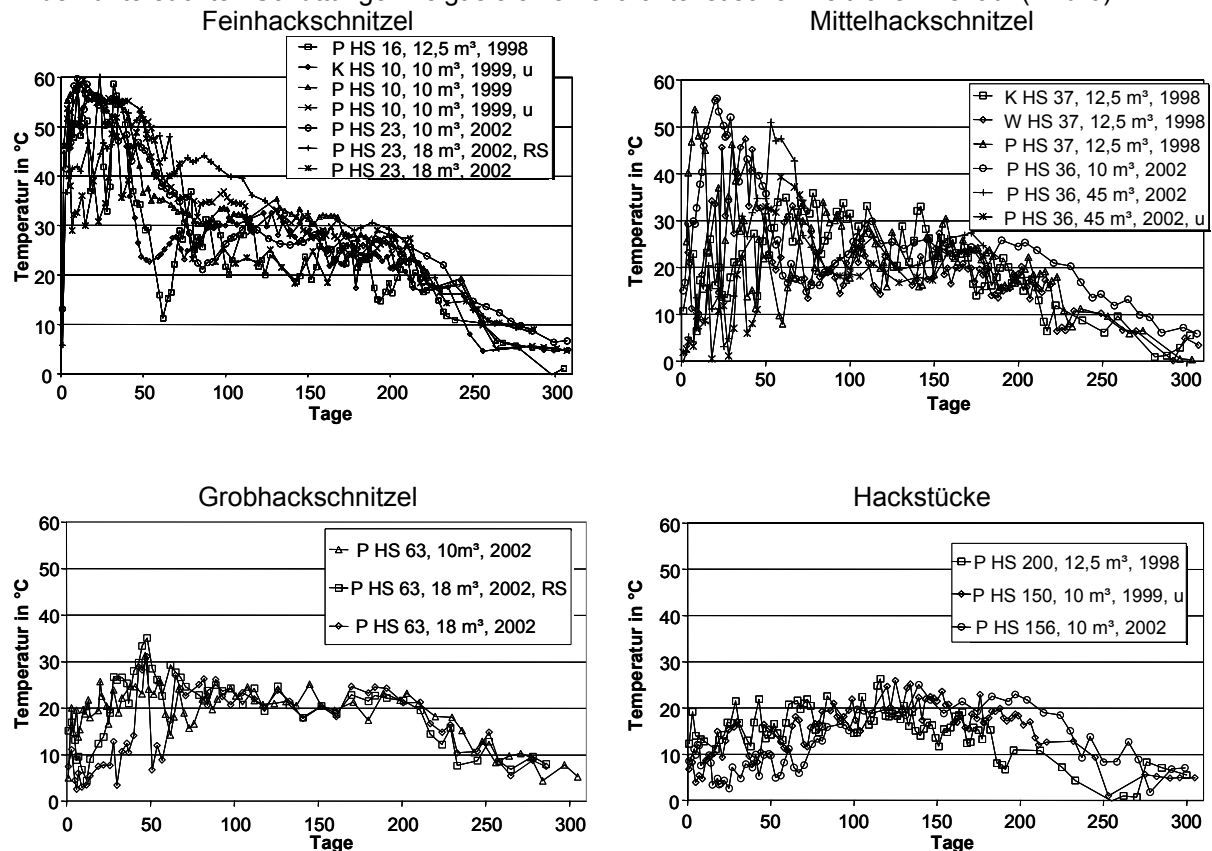 Feinhackschnitzel
P HS 16, 12,5 m³, 1998
K HS 10, 10 m³, 1999, u
P HS 10, 10 m³, 1999
P HS 10, 10 m³, 1999, u
P HS 23, 10 m³, 2002
P HS 23, 18 m³, 2002, RS
P HS 23, 18 m³, 2002
Temperatur in °C
60
50
40
30
20
10
0
0 50 100 150 200 250 300
Tage
Mittelhackschnitzel
K HS 37, 12,5 m³, 1998
W HS 37, 12,5 m³, 1998
P HS 37, 12,5 m³, 1998
P HS 36, 10 m³, 2002
P HS 36, 45 m³, 2002
P HS 36, 45 m³, 2002, u
Temperatur in °C
60
50
40
30
20
10
0
0 50 100 150 200 250 300
Tage
Grobhackschnitzel
P HS 63, 10m³, 2002
P HS 63, 18 m³, 2002, RS
P HS 63, 18 m³, 2002
Temperatur in °C
60
50
40
30
20
10
0
0 50 100 150 200 250 300
Tage
Hackstücke
P HS 200, 12,5 m³, 1998
P HS 150, 10 m³, 1999, u
P HS 156, 10 m³, 2002
Temperatur in °C
60
50
40
30
20
10
0
0 50 100 150 200 250 300
Tage